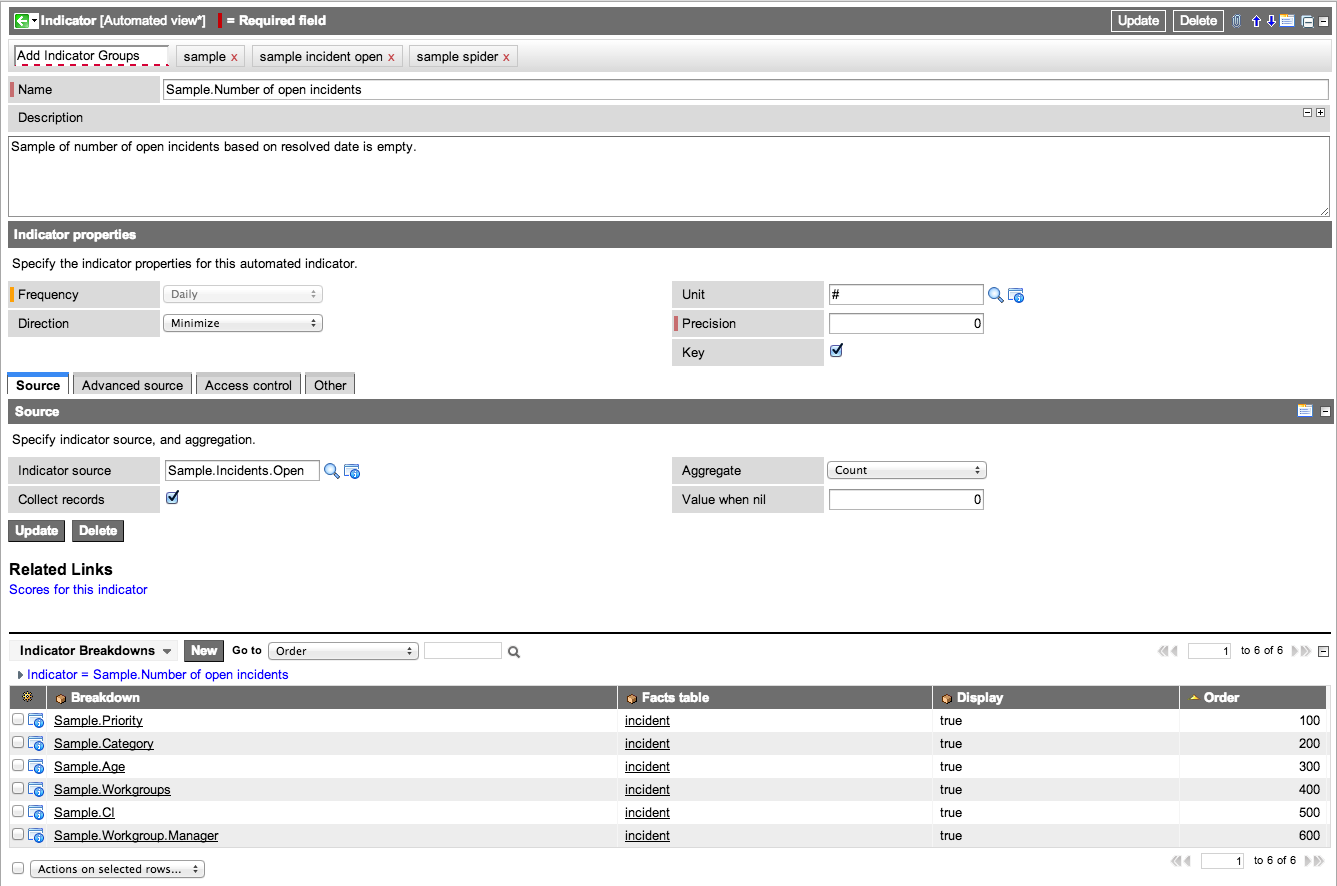 Indicator [Automated view*] = Required field Update Delete
Add Indicator Groups sample x sample incident open x sample spider x
Name Sample.Number of open incidents
Description
Sample of number of open incidents based on resolved date is empty.
Indicator properties
Specify the indicator properties for this automated indicator.
Frequency Daily Unit #
Direction Minimize Precision 0
Key
Source Advanced source Access control Other
Source
Specify indicator source, and aggregation.
Indicator source Sample.Incidents.Open Aggregate Count
Collect records Value when nil 0
Update Delete
Related Links
Scores for this indicator
Indicator Breakdowns New Go to Order 1 to 6 of 6
Indicator = Sample.Number of open incidents
Breakdown Facts table Display Order
Sample.Priority incident true 100
Sample.Category incident true 200
Sample.Age incident true 300
Sample.Workgroups incident true 400
Sample.CI incident true 500
Sample.Workgroup.Manager incident true 600
Actions on selected rows... 1 to 6 of 6